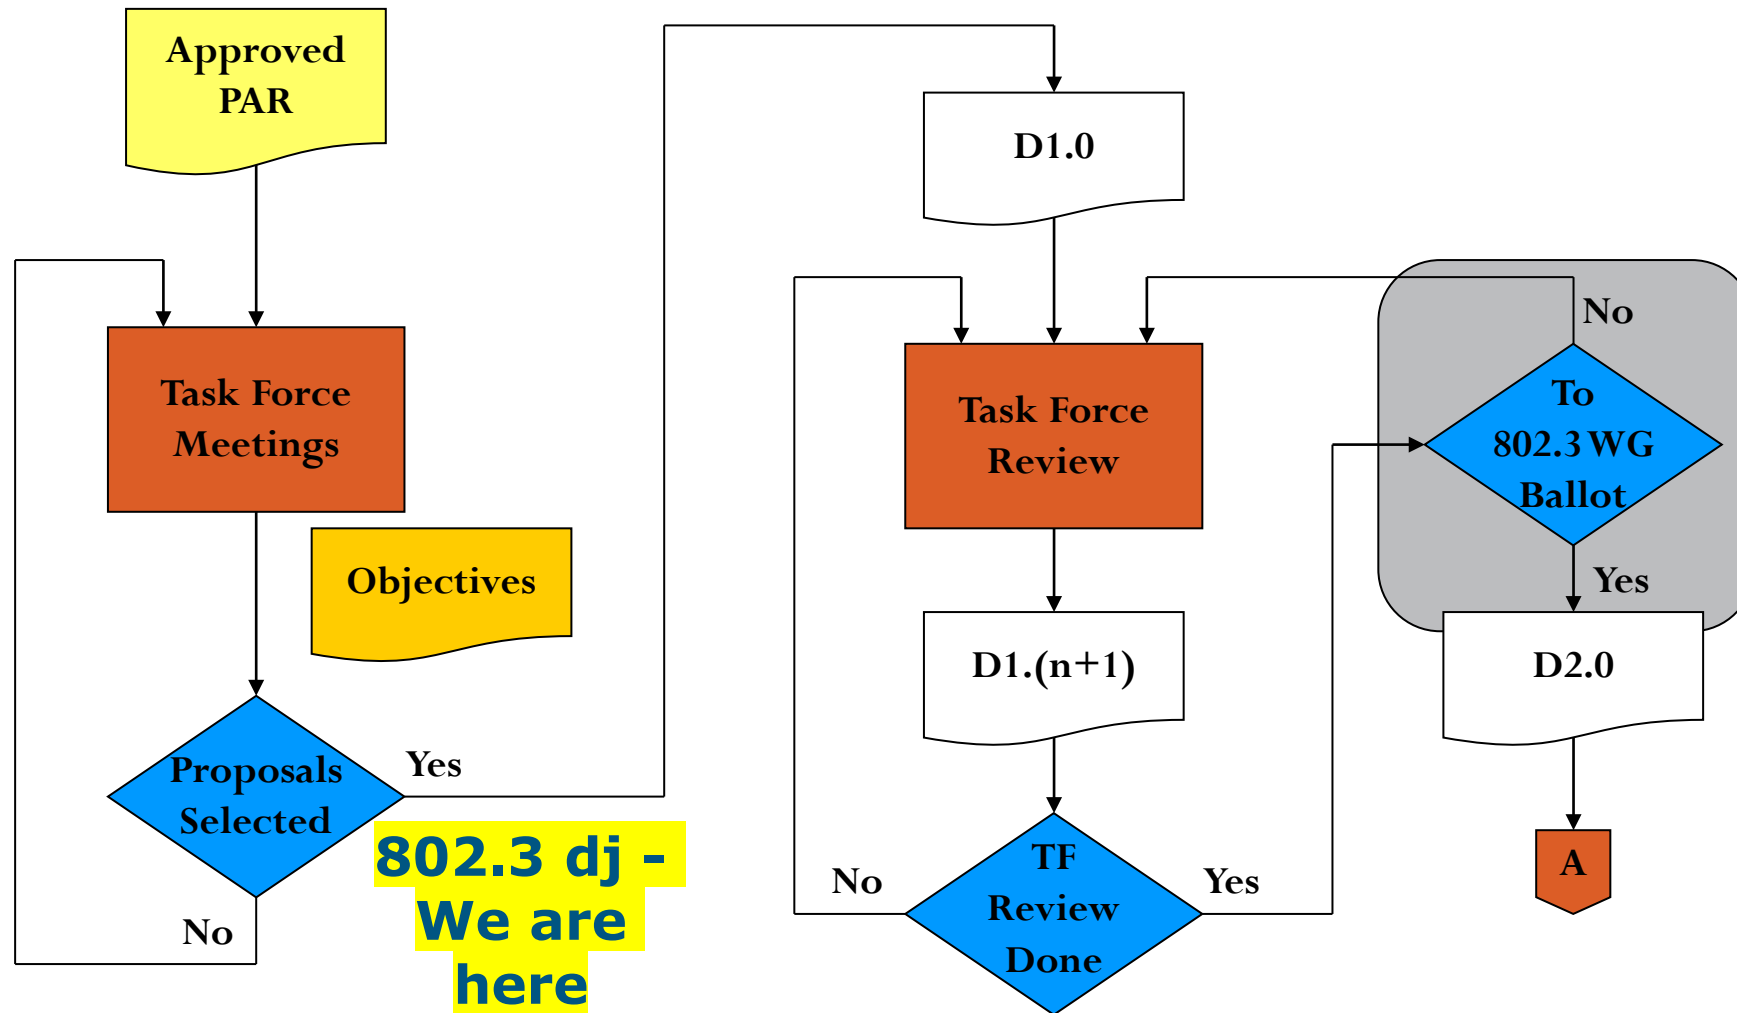 Approved
PAR
Task Force
Meetings
Objectives
Proposals
Selected
Yes
No
802.3 dj -
We are
here
D1.0
Task Force
Review
D1.(n+1)
TF
Review
Done
No
Yes
No
To
802.3 WG
Ballot
Yes
D2.0
A